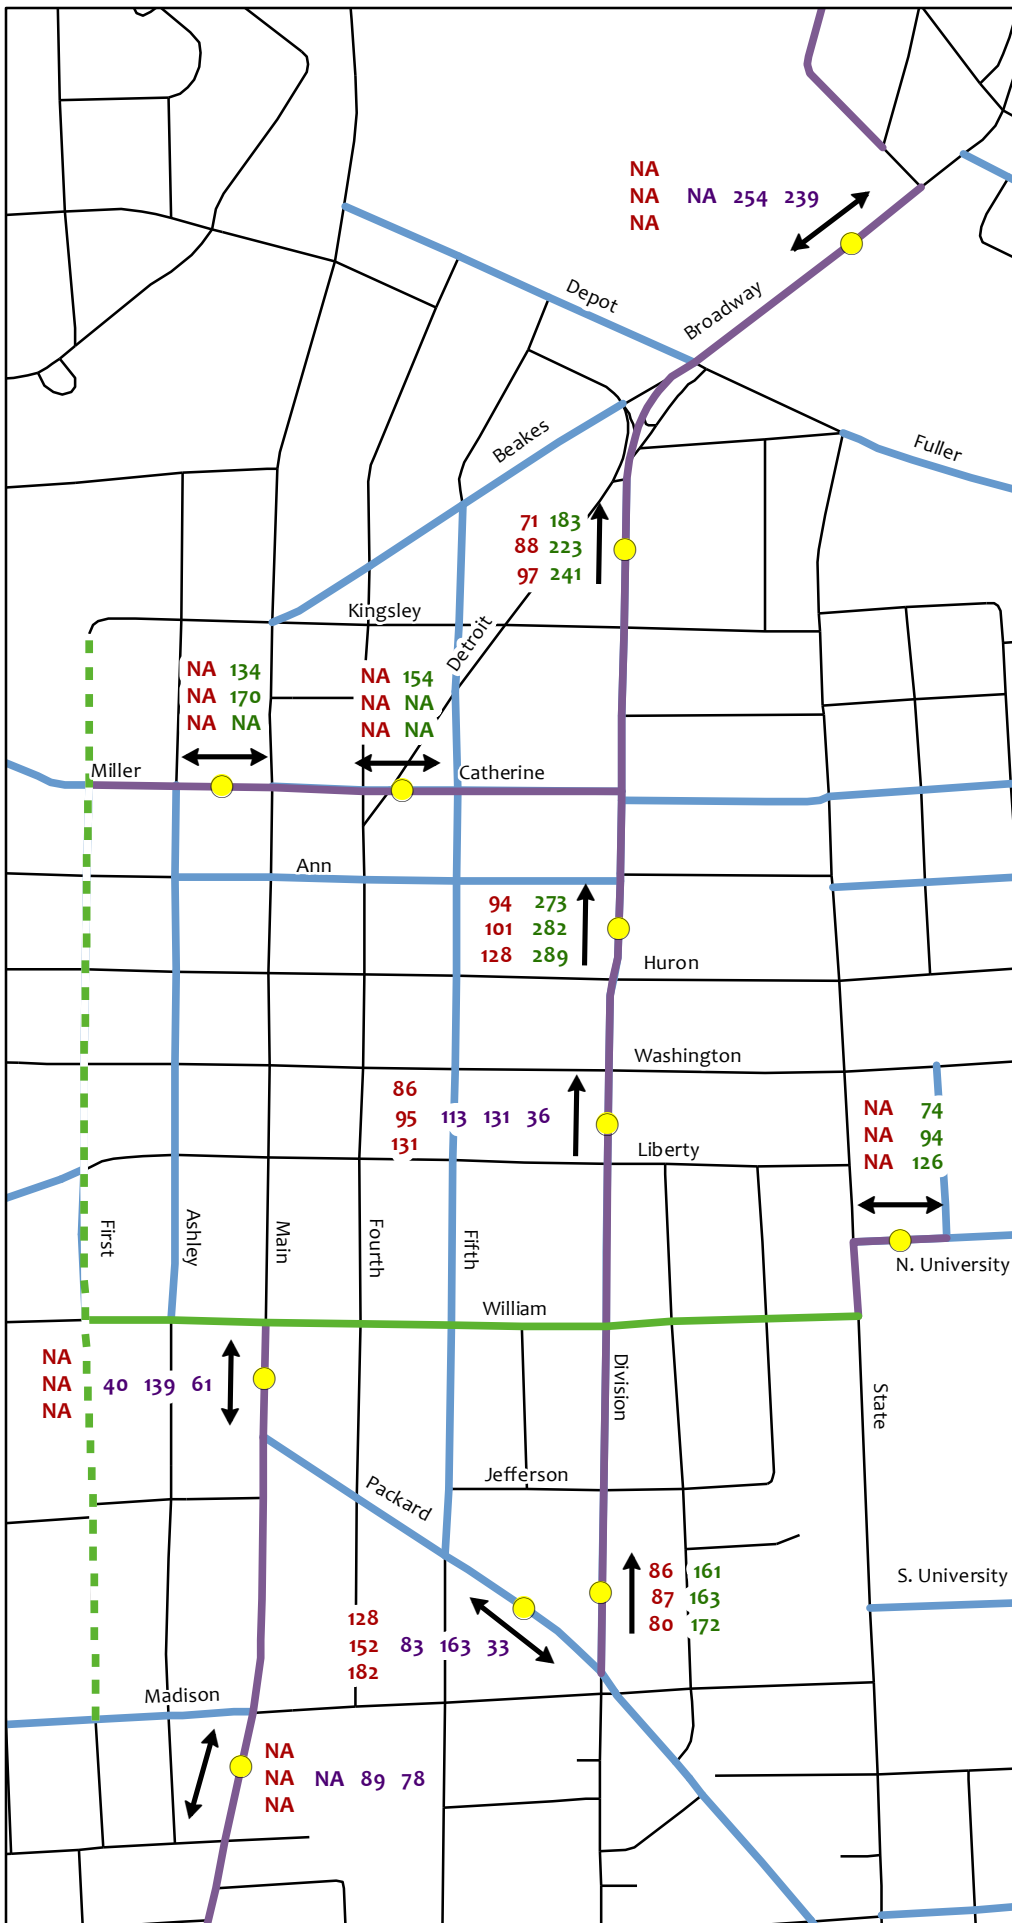 NA
NA NA 254 239
NA
Depot
Broadway
Beakes
Fuller
71 183
88 223
97 241
Kingsley
Detroit
NA 134
NA 170
NA NA
NA 154
NA NA
NA NA
Miller
Catherine
Ann
94 273
101 282
128 289
Huron
Washington
86
95 113 131 36
131
Liberty
NA 74
NA 94
NA 126
First
Ashley
Main
Fourth
Fifth
N. University
William
NA
NA 40 139 61
NA
Division
State
Packard
Jefferson
86 161
87 163
80 172
S. University
128
152 83 163 33
182
Madison
NA
NA NA 89 78
NA